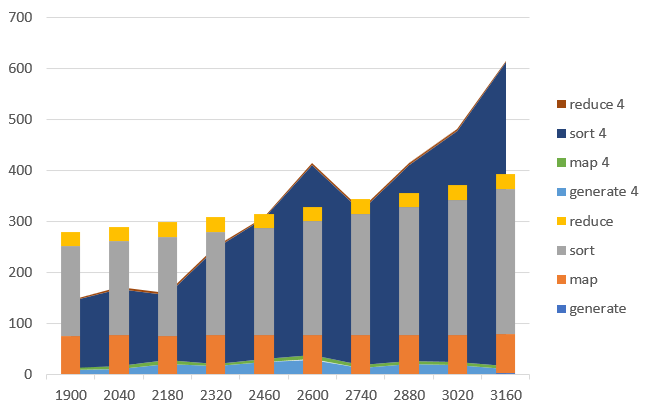 700
600
500
400
300
200
100
0
1900 2040 2180 2320 2460 2600 2740 2880 3020 3160
reduce 4
sort 4
map 4
generate 4
reduce
sort
map
generate